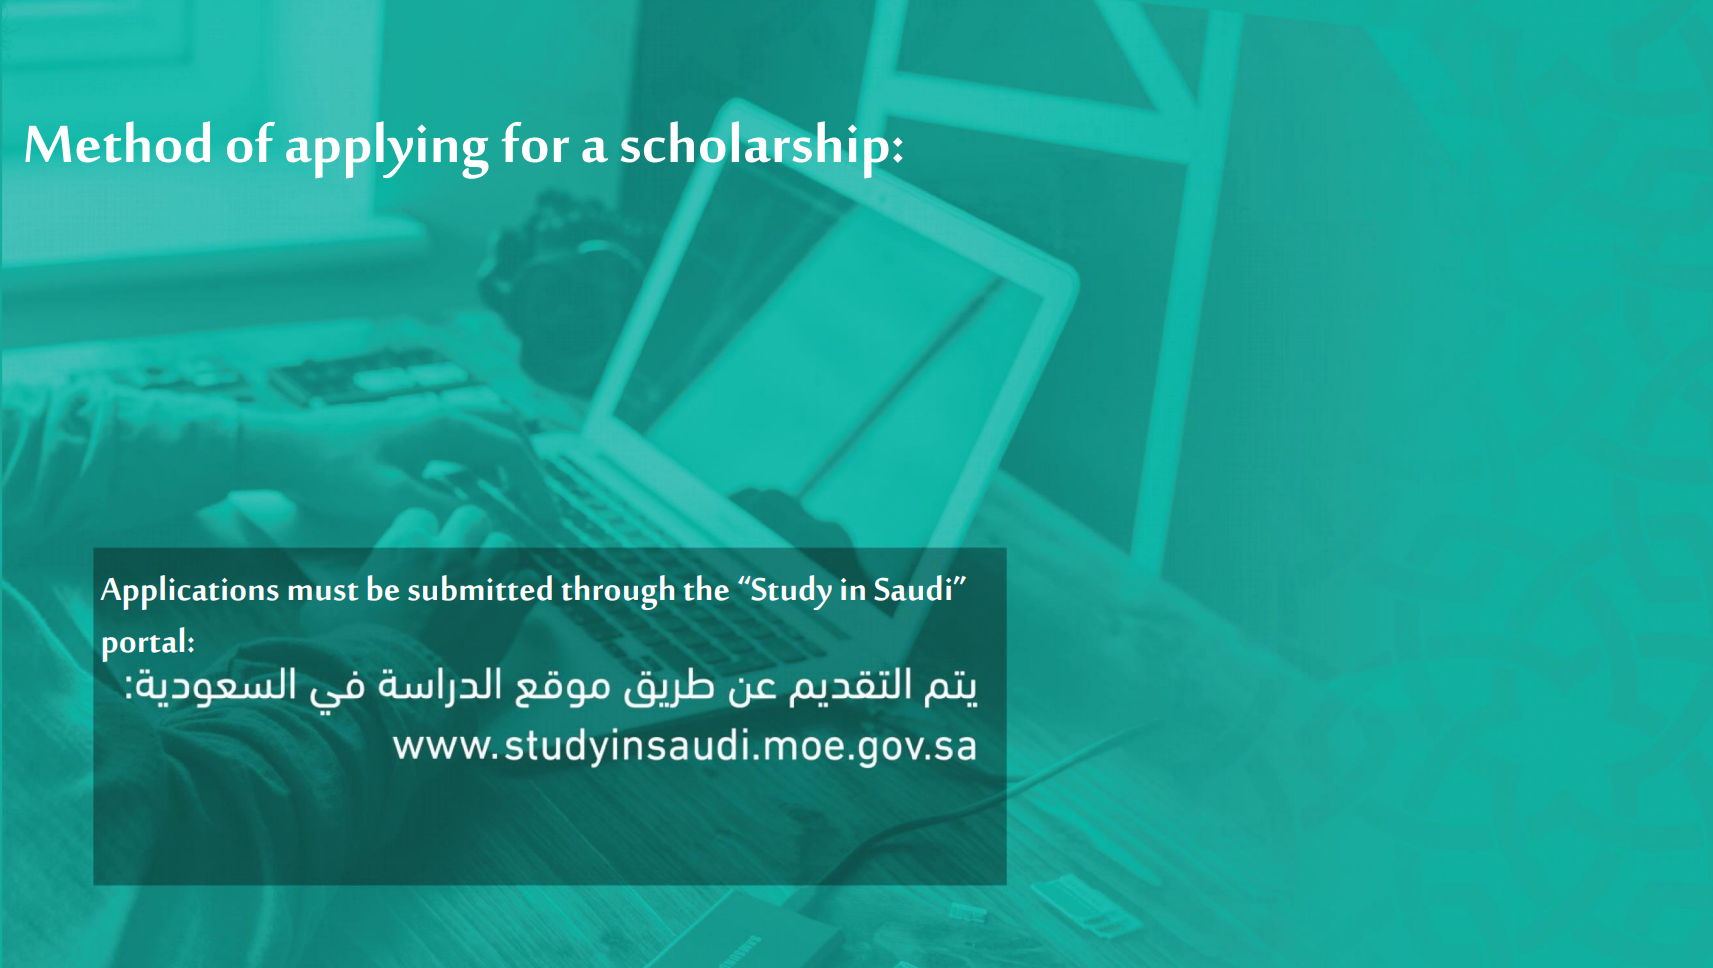 Method of applying for a scholarship:
Applications must be submitted through the “Study in Saudi”
portal:
يتم التقديم عن طريق موقع الدراسة في السعودية:
www.studyinsaudi.moe.gov.sa
SAMSUNG